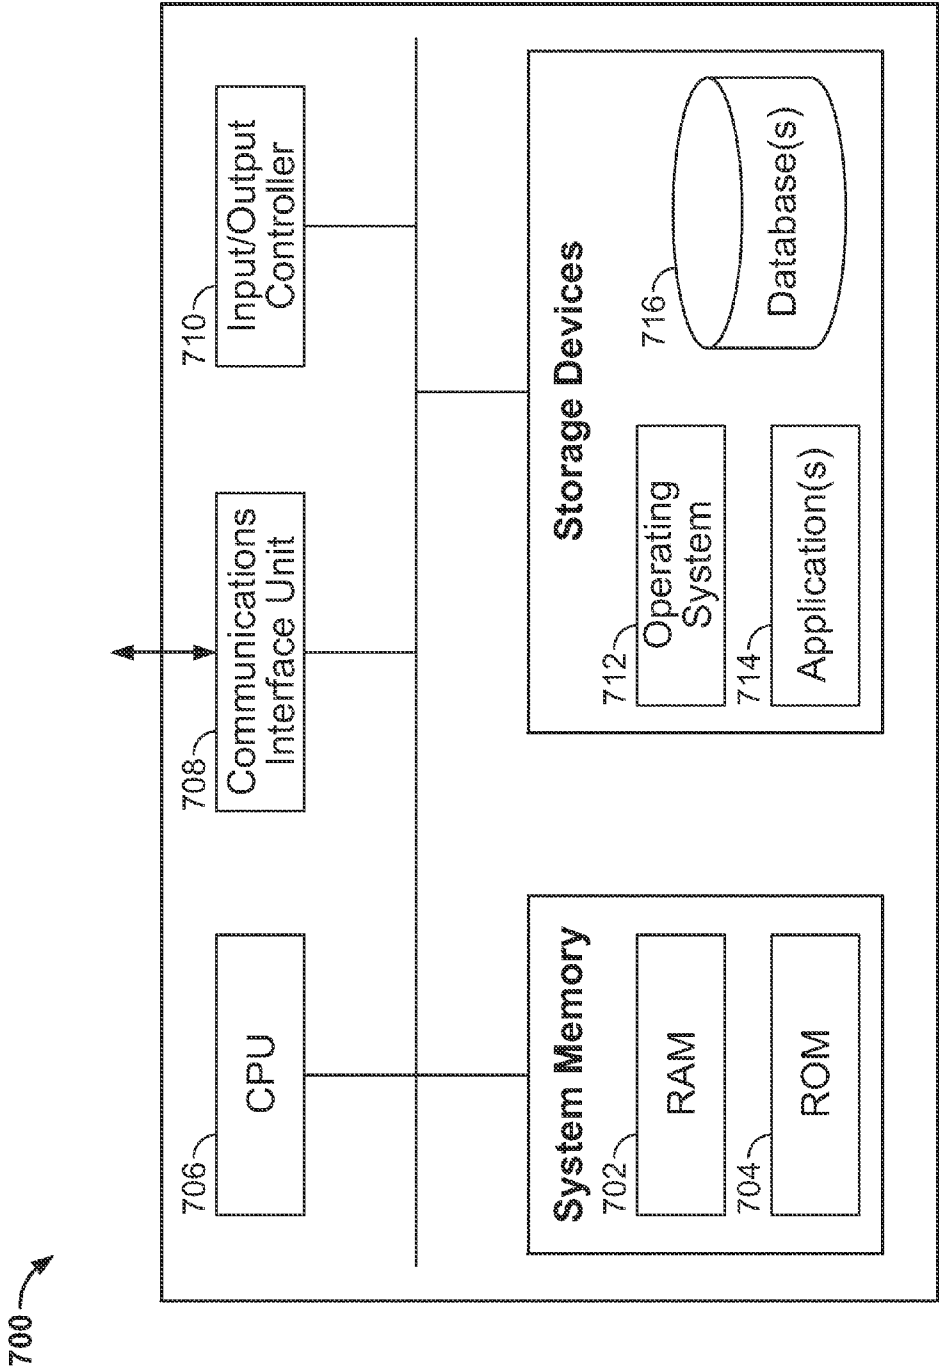 700
706
CPU
708
Communications
Interface Unit
710
Input/Output
Controller
System Memory
702
RAM
704
ROM
Storage Devices
712
Operating
System
714
Application(s)
716
Database(s)